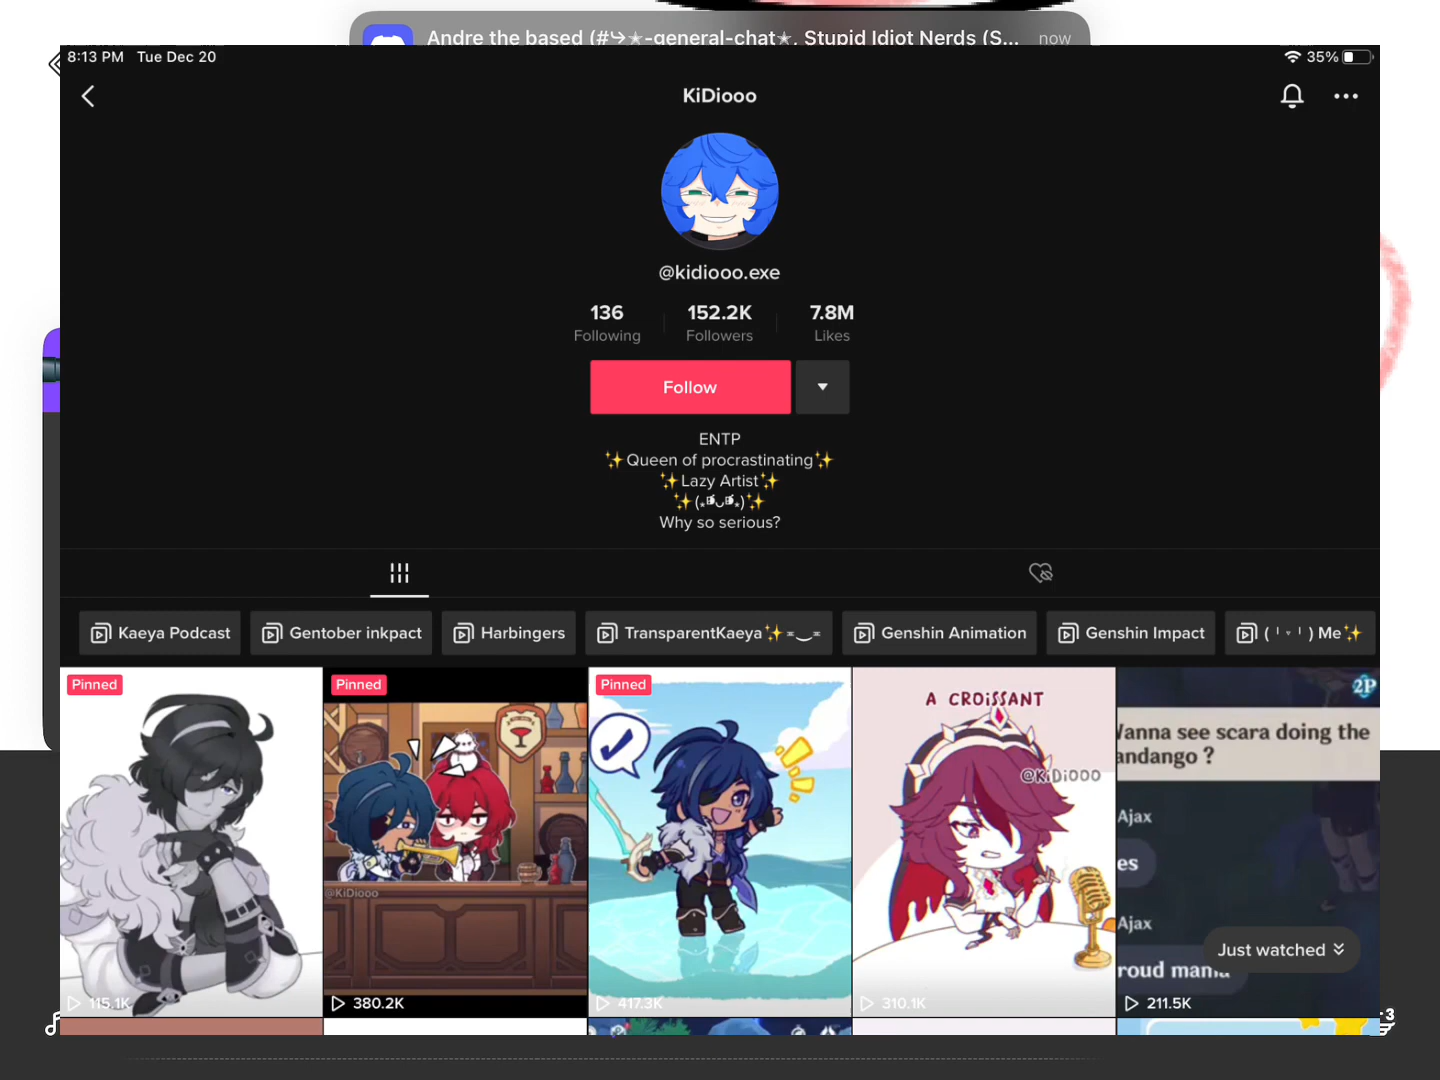 Andre the based (#↳★-general-chat★, Stupid Idiot Nerds (S... now
8:13 PM Tue Dec 20 35%
KiDiooo
@kidiooo.exe
136 152.2K 7.8M
Following Followers Likes
Follow
ENTP
✨Queen of procrastinating✨
✨Lazy Artist✨
Why so serious?
Kaeya Podcast Gentober inkpact Harbingers TransparentKaeya✨ Genshin Animation Genshin Impact Me✨
Pinned Pinned Pinned
A CROiSSANT
@KiDiOOO
2P
Wanna see scara doing the
andango ?
Ajax
es
@KiDiooo
Ajax
Just watched
roud mama
115.1K 380.2K 417.3K 310.1K 211.5K